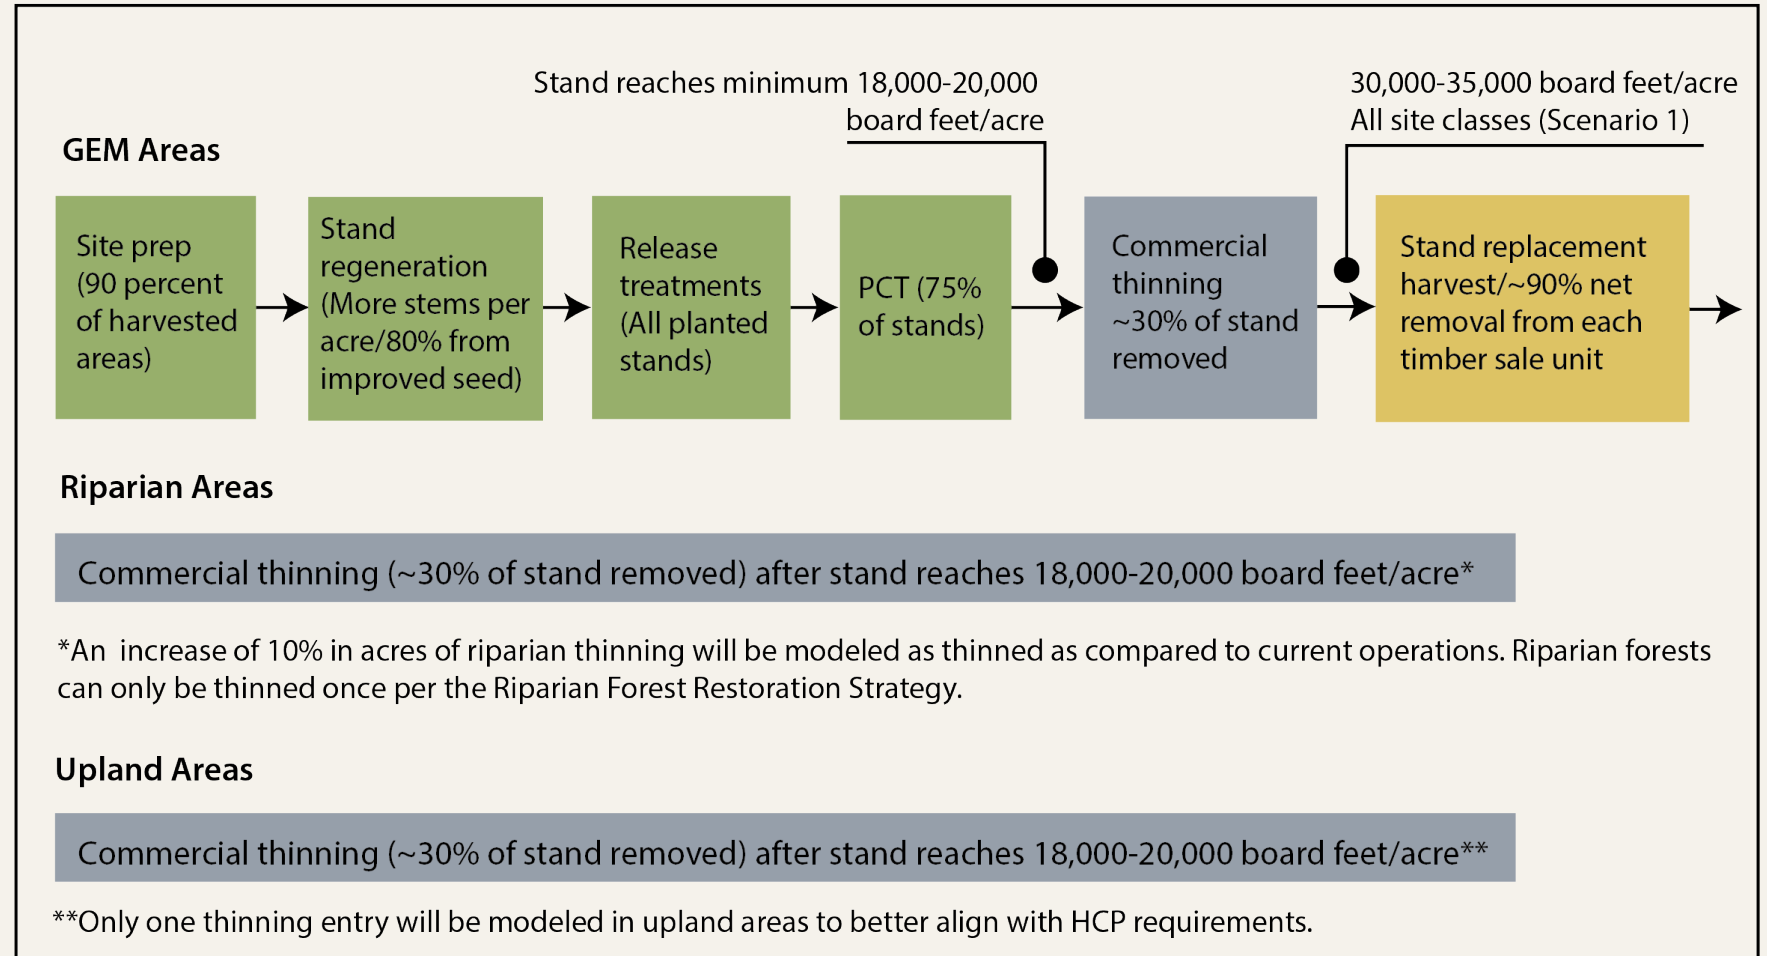 Stand reaches minimum 18,000-20,000
board feet/acre
30,000-35,000 board feet/acre
All site classes (Scenario 1)
GEM Areas
Site prep
(90 percent
of harvested
areas)
Stand
regeneration
(More stems per
acre/80% from
improved seed)
Release
treatments
(All planted
stands)
PCT (75%
of stands)
Commercial
thinning
~30% of stand
removed
Stand replacement
harvest/~90% net
removal from each
timber sale unit
Riparian Areas
Commercial thinning (~30% of stand removed) after stand reaches 18,000-20,000 board feet/acre*
*An increase of 10% in acres of riparian thinning will be modeled as thinned as compared to current operations. Riparian forests
can only be thinned once per the Riparian Forest Restoration Strategy.
Upland Areas
Commercial thinning (~30% of stand removed) after stand reaches 18,000-20,000 board feet/acre**
**Only one thinning entry will be modeled in upland areas to better align with HCP requirements.